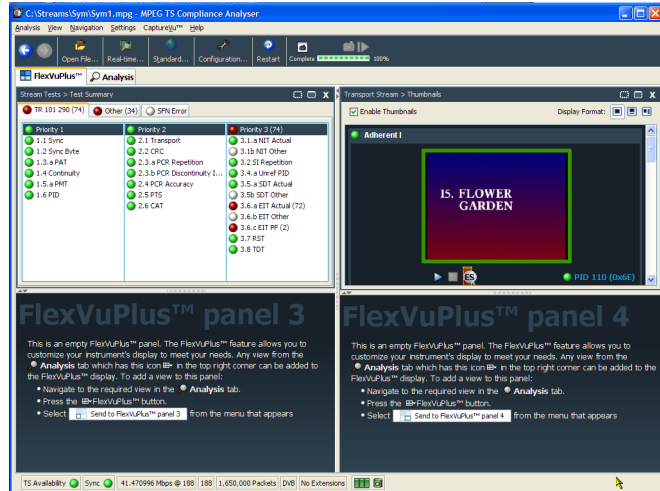 C:\Streams\Sym\Sym1.mpg - MPEG TS Compliance Analyser
Analysis View Navigation Settings CaptureVu™ Help
Open File... Real-time... Standard... Configuration... Restart Complete 100%
FlexVuPlus™ Analysis
Stream Tests > Test Summary
TR 101 290 (74) Other (34) SFN Error
Priority 1
1.1 Sync
1.2 Sync Byte
1.3.a PAT
1.4 Continuity
1.5.a PMT
1.6 PID
Priority 2
2.1 Transport
2.2 CRC
2.3.a PCR Repetition
2.3.b PCR Discontinuity I...
2.4 PCR Accuracy
2.5 PTS
2.6 CAT
Priority 3 (74)
3.1.a NIT Actual
3.1b NIT Other
3.2 SI Repetition
3.4.a Unref PID
3.5.a SDT Actual
3.5b SDT Other
3.6.a EIT Actual (72)
3.6.b EIT Other
3.6.c EIT PF (2)
3.7 RST
3.8 TDT
Transport Stream > Thumbnails
Enable Thumbnails Display Format:
Adherent I
15. FLOWER
GARDEN
ES PID 110 (0x6E)
FlexVuPlus™ panel 3
This is an empty FlexVuPlus™ panel. The FlexVuPlus™ feature allows you to
customize your instrument's display to meet your needs. Any view from the
Analysis tab which has this icon in the top right corner can be added to
the FlexVuPlus™ display. To add a view to this panel:
• Navigate to the required view in the Analysis tab.
• Press the FlexVuPlus™ button.
• Select Send to FlexVuPlus™ panel 3 from the menu that appears
FlexVuPlus™ panel 4
This is an empty FlexVuPlus™ panel. The FlexVuPlus™ feature allows you to
customize your instrument's display to meet your needs. Any view from the
Analysis tab which has this icon in the top right corner can be added to the
FlexVuPlus™ display. To add a view to this panel:
• Navigate to the required view in the Analysis tab.
• Press the FlexVuPlus™ button.
• Select Send to FlexVuPlus™ panel 4 from the menu that appears
TS Availability Sync 41.470996 Mbps @ 188 188 1,650,000 Packets DVB No Extensions